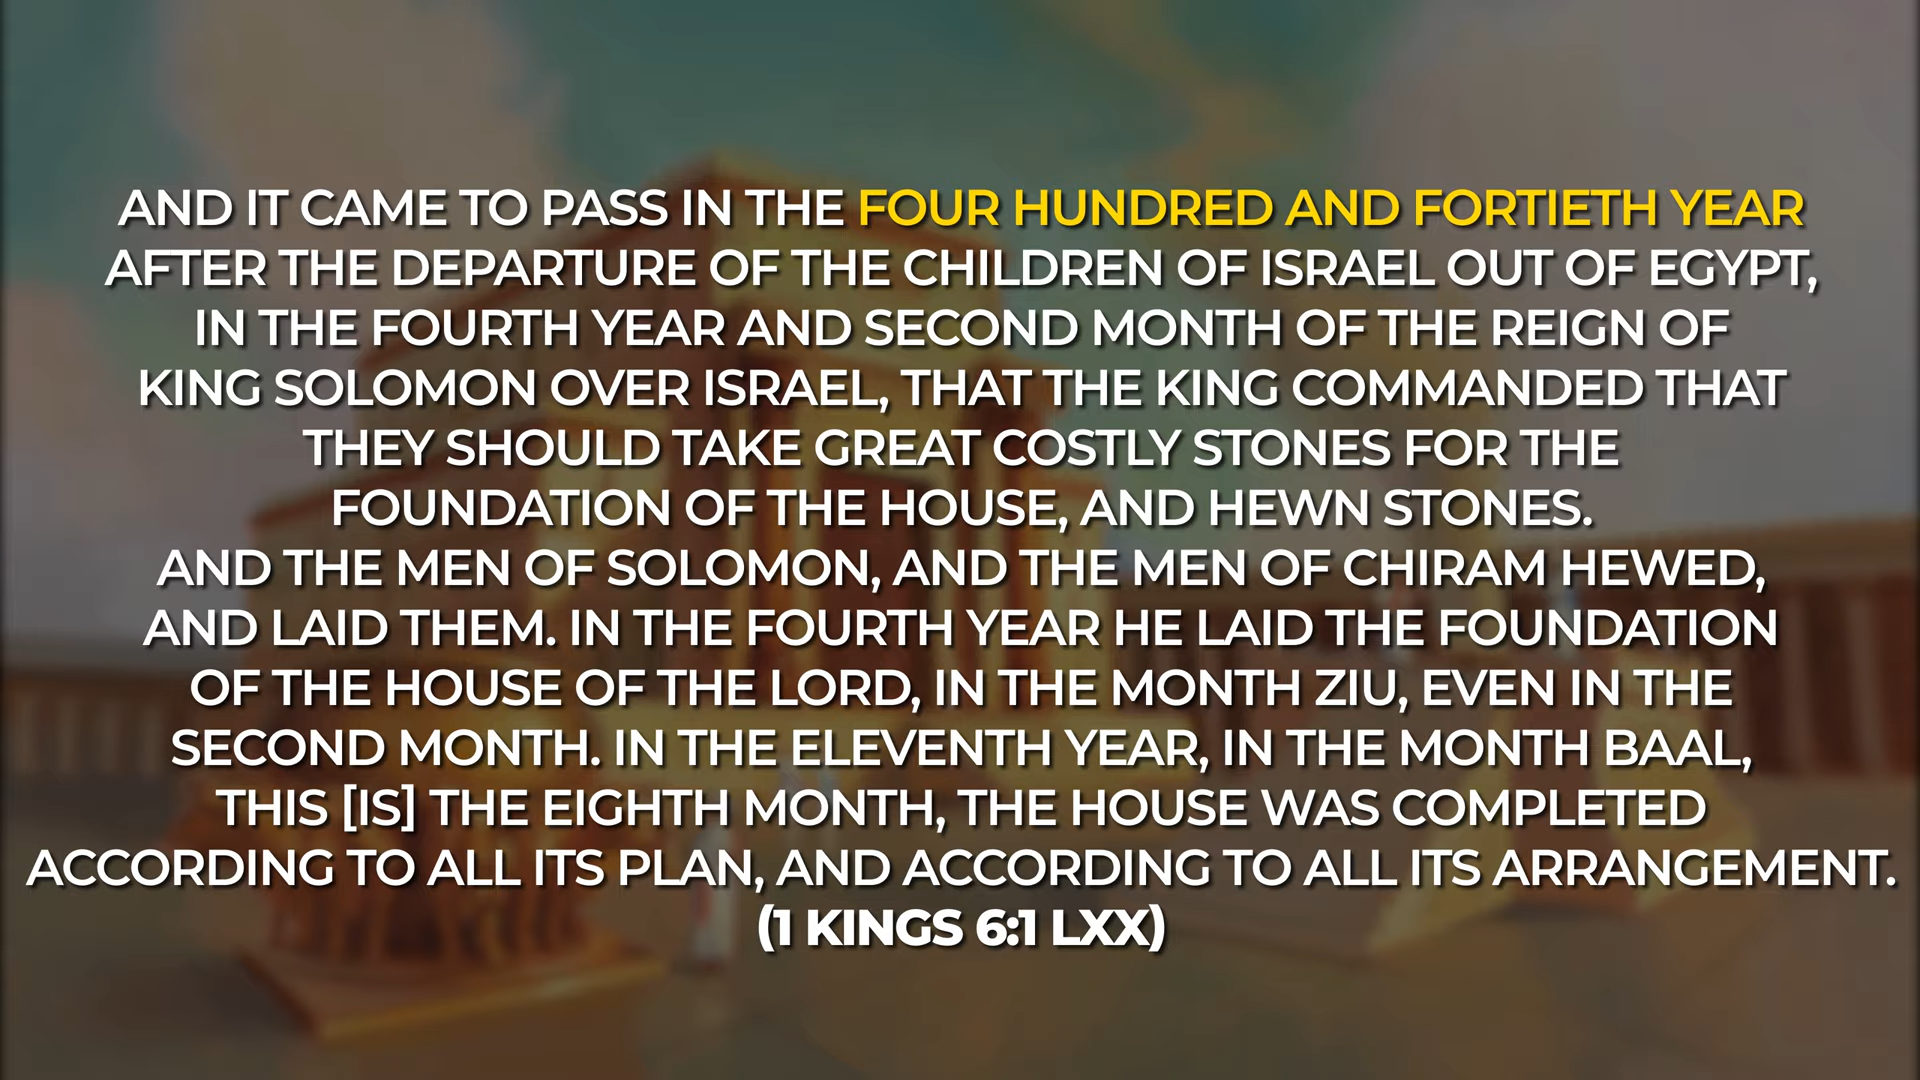 AND IT CAME TO PASS IN THE FOUR HUNDRED AND FORTIETH YEAR
AFTER THE DEPARTURE OF THE CHILDREN OF ISRAEL OUT OF EGYPT,
IN THE FOURTH YEAR AND SECOND MONTH OF THE REIGN OF
KING SOLOMON OVER ISRAEL, THAT THE KING COMMANDED THAT
THEY SHOULD TAKE GREAT COSTLY STONES FOR THE
FOUNDATION OF THE HOUSE, AND HEWN STONES.
AND THE MEN OF SOLOMON, AND THE MEN OF CHIRAM HEWED,
AND LAID THEM. IN THE FOURTH YEAR HE LAID THE FOUNDATION
OF THE HOUSE OF THE LORD, IN THE MONTH ZIU, EVEN IN THE
SECOND MONTH. IN THE ELEVENTH YEAR, IN THE MONTH BAAL,
THIS [IS] THE EIGHTH MONTH, THE HOUSE WAS COMPLETED
ACCORDING TO ALL ITS PLAN, AND ACCORDING TO ALL ITS ARRANGEMENT.
(1 KINGS 6:1 LXX)